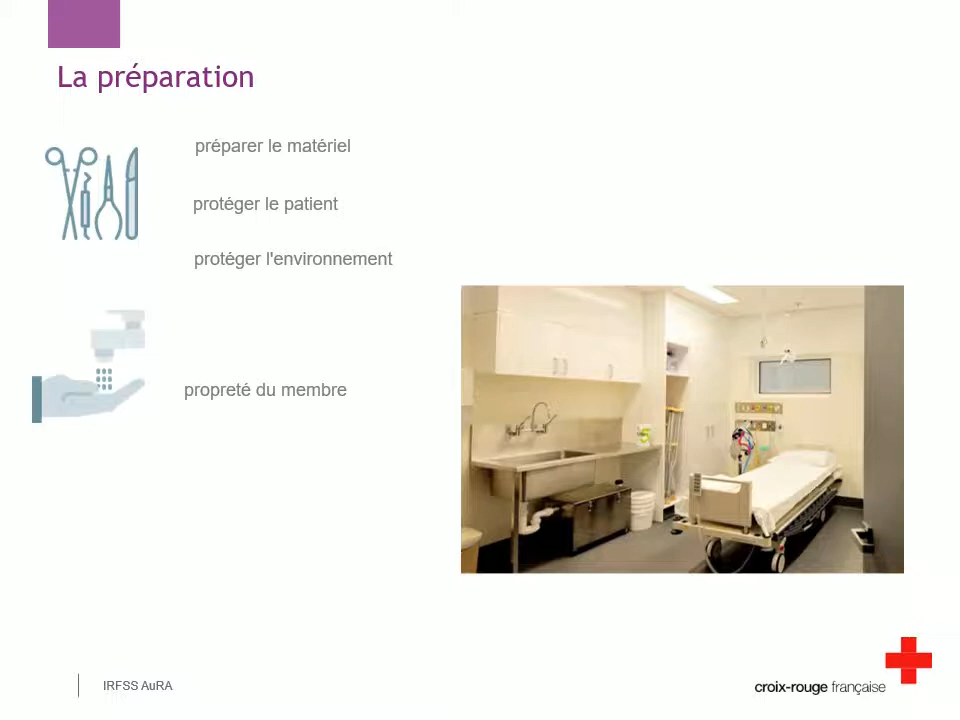 La préparation
préparer le matériel
protéger le patient
protéger l'environnement
propreté du membre
IRFSS AuRA
croix-rouge française